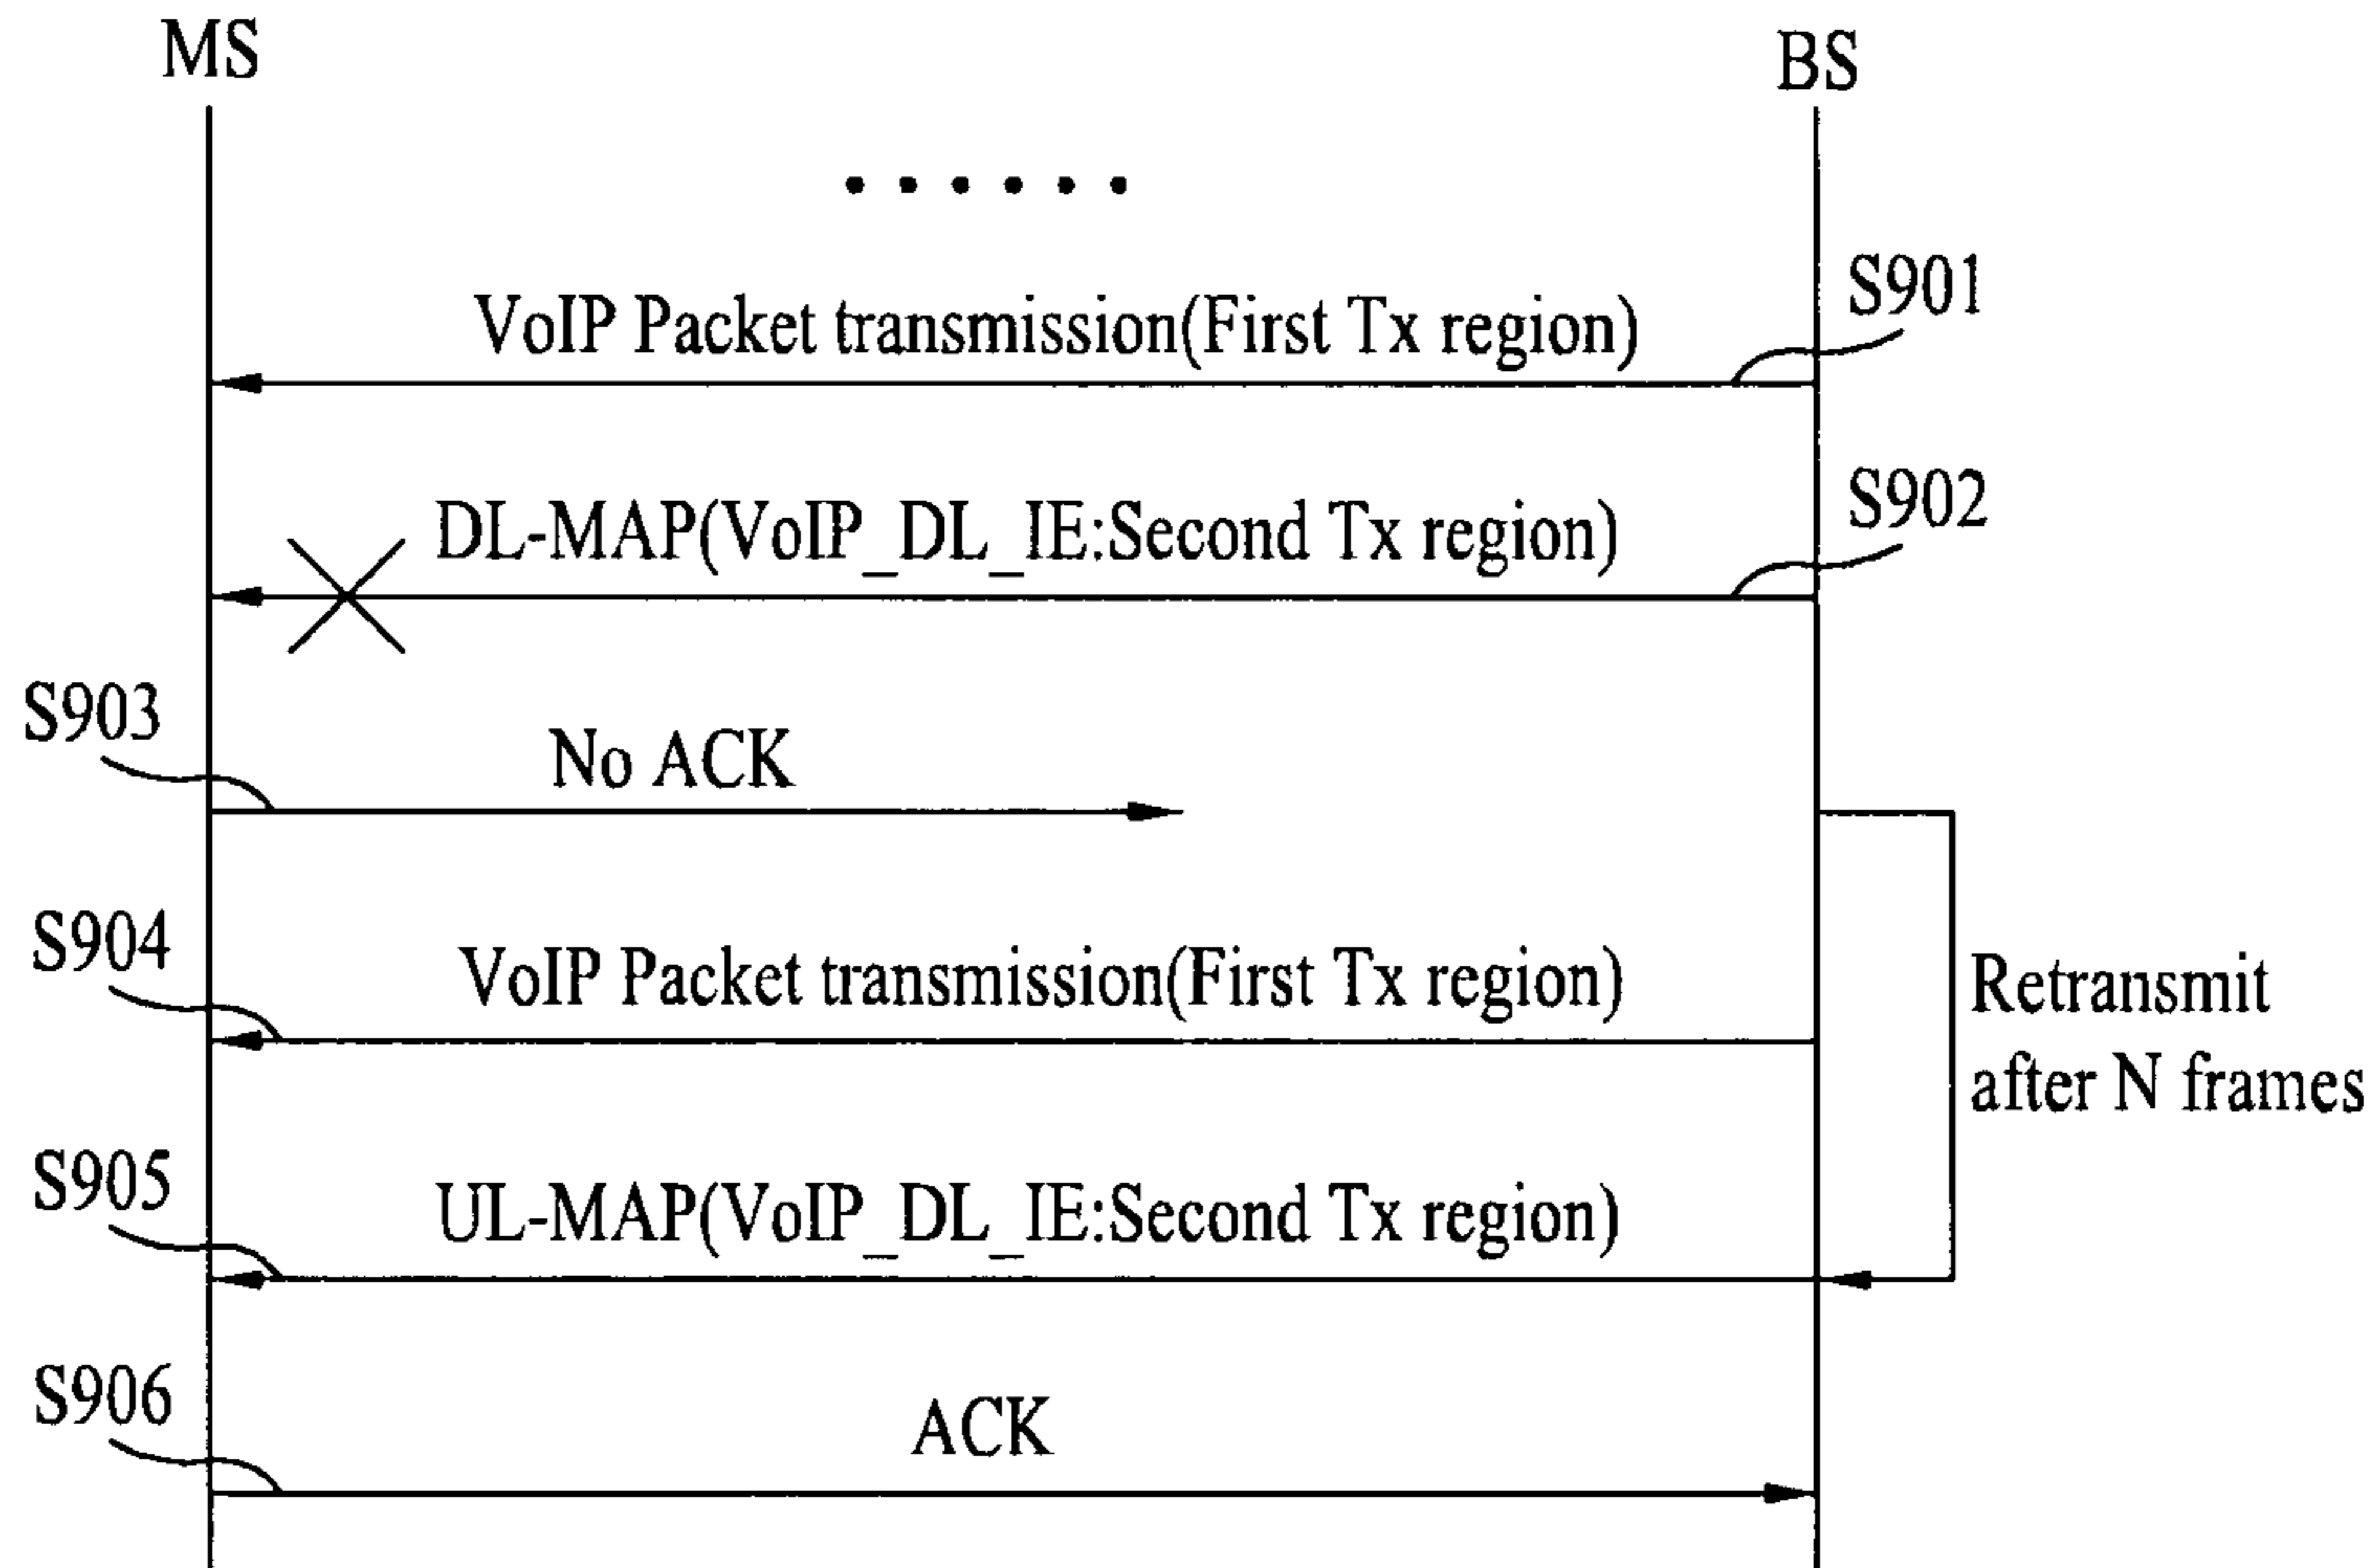 MS
BS
S901
VoIP Packet transmission(First Tx region)
S902
DL-MAP(VoIP_DL_IE:Second Tx region)
S903
No ACK
S904
VoIP Packet transmission(First Tx region)
Retransmit
after N frames
S905
UL-MAP(VoIP_DL_IE:Second Tx region)
S906
ACK